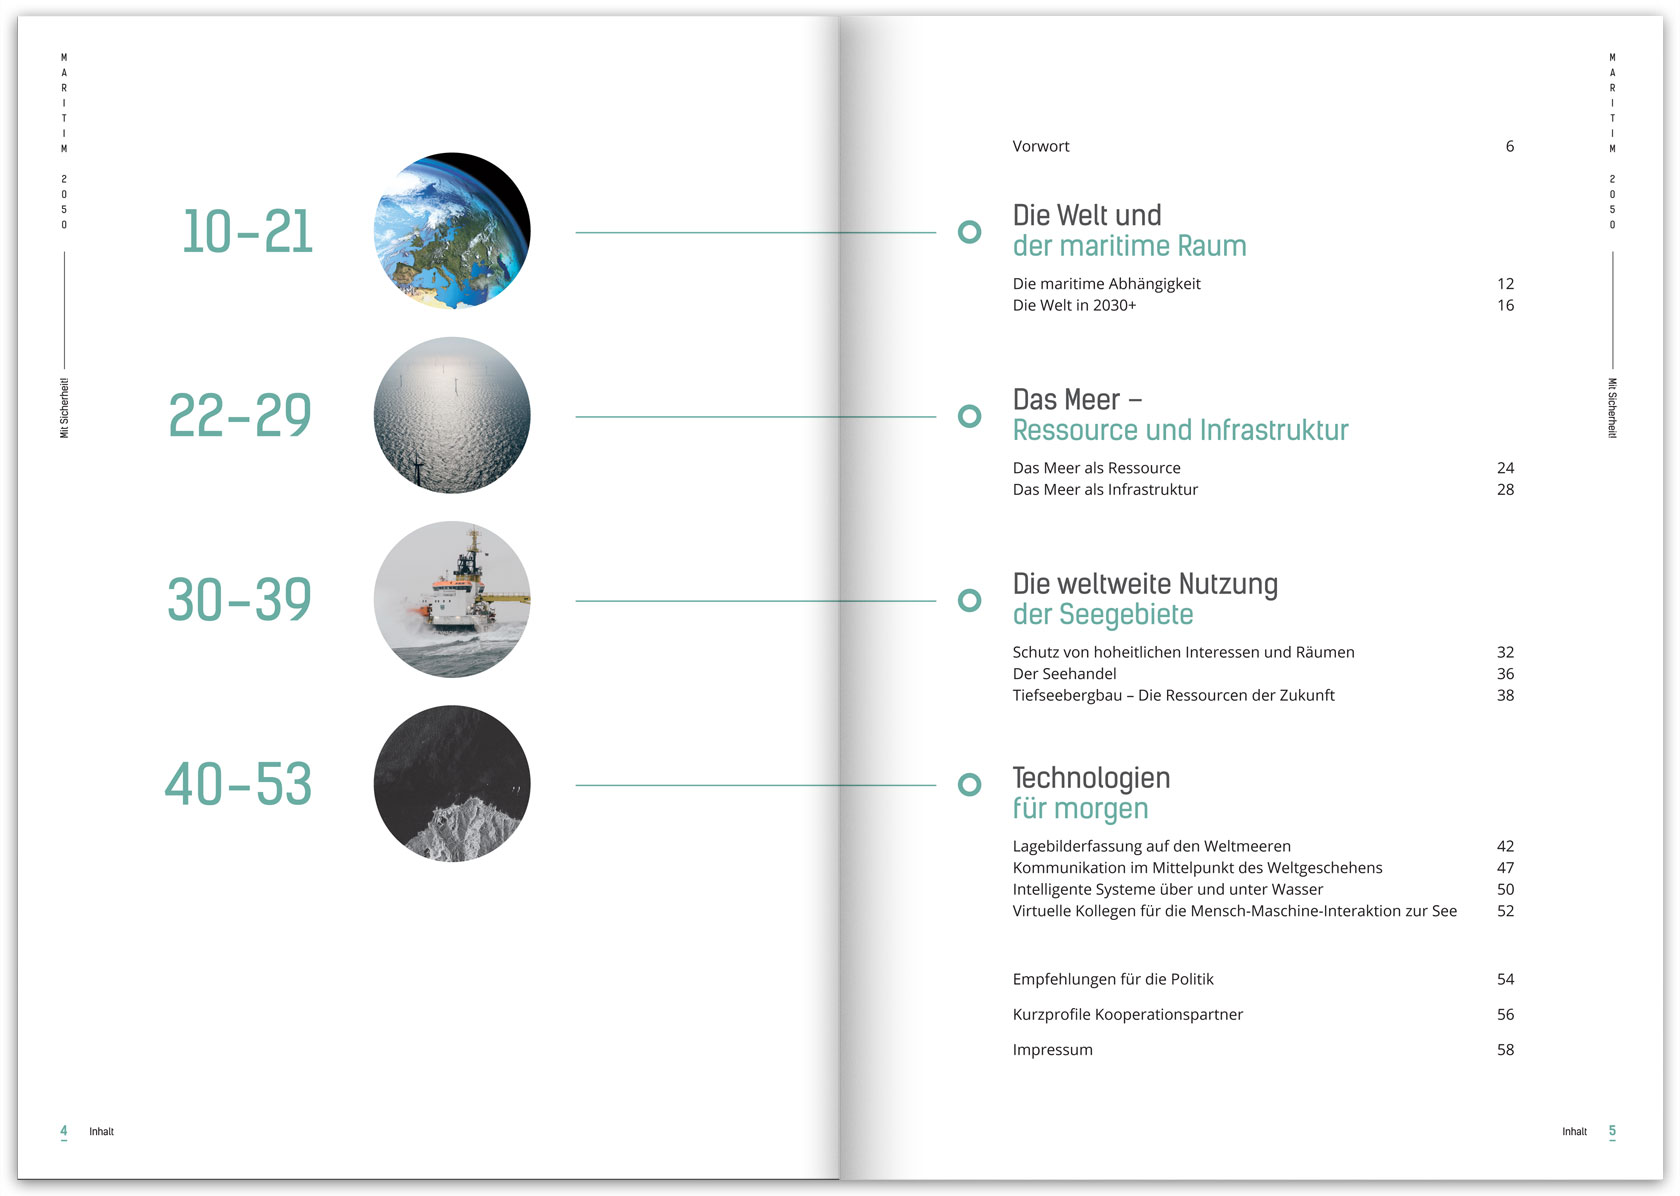 MARITIM 2050
Mit Sicherheit!
10–21
22–29
30–39
40–53
4 Inhalt
Vorwort 6
Die Welt und
der maritime Raum
Die maritime Abhängigkeit 12
Die Welt in 2030+ 16
Das Meer –
Ressource und Infrastruktur
Das Meer als Ressource 24
Das Meer als Infrastruktur 28
Die weltweite Nutzung
der Seegebiete
Schutz von hoheitlichen Interessen und Räumen 32
Der Seehandel 36
Tiefseebergbau – Die Ressourcen der Zukunft 38
Technologien
für morgen
Lagebilderfassung auf den Weltmeeren 42
Kommunikation im Mittelpunkt des Weltgeschehens 47
Intelligente Systeme über und unter Wasser 50
Virtuelle Kollegen für die Mensch-Maschine-Interaktion zur See 52
Empfehlungen für die Politik 54
Kurzprofile Kooperationspartner 56
Impressum 58
MARITIM 2050
Mit Sicherheit!
Inhalt 5